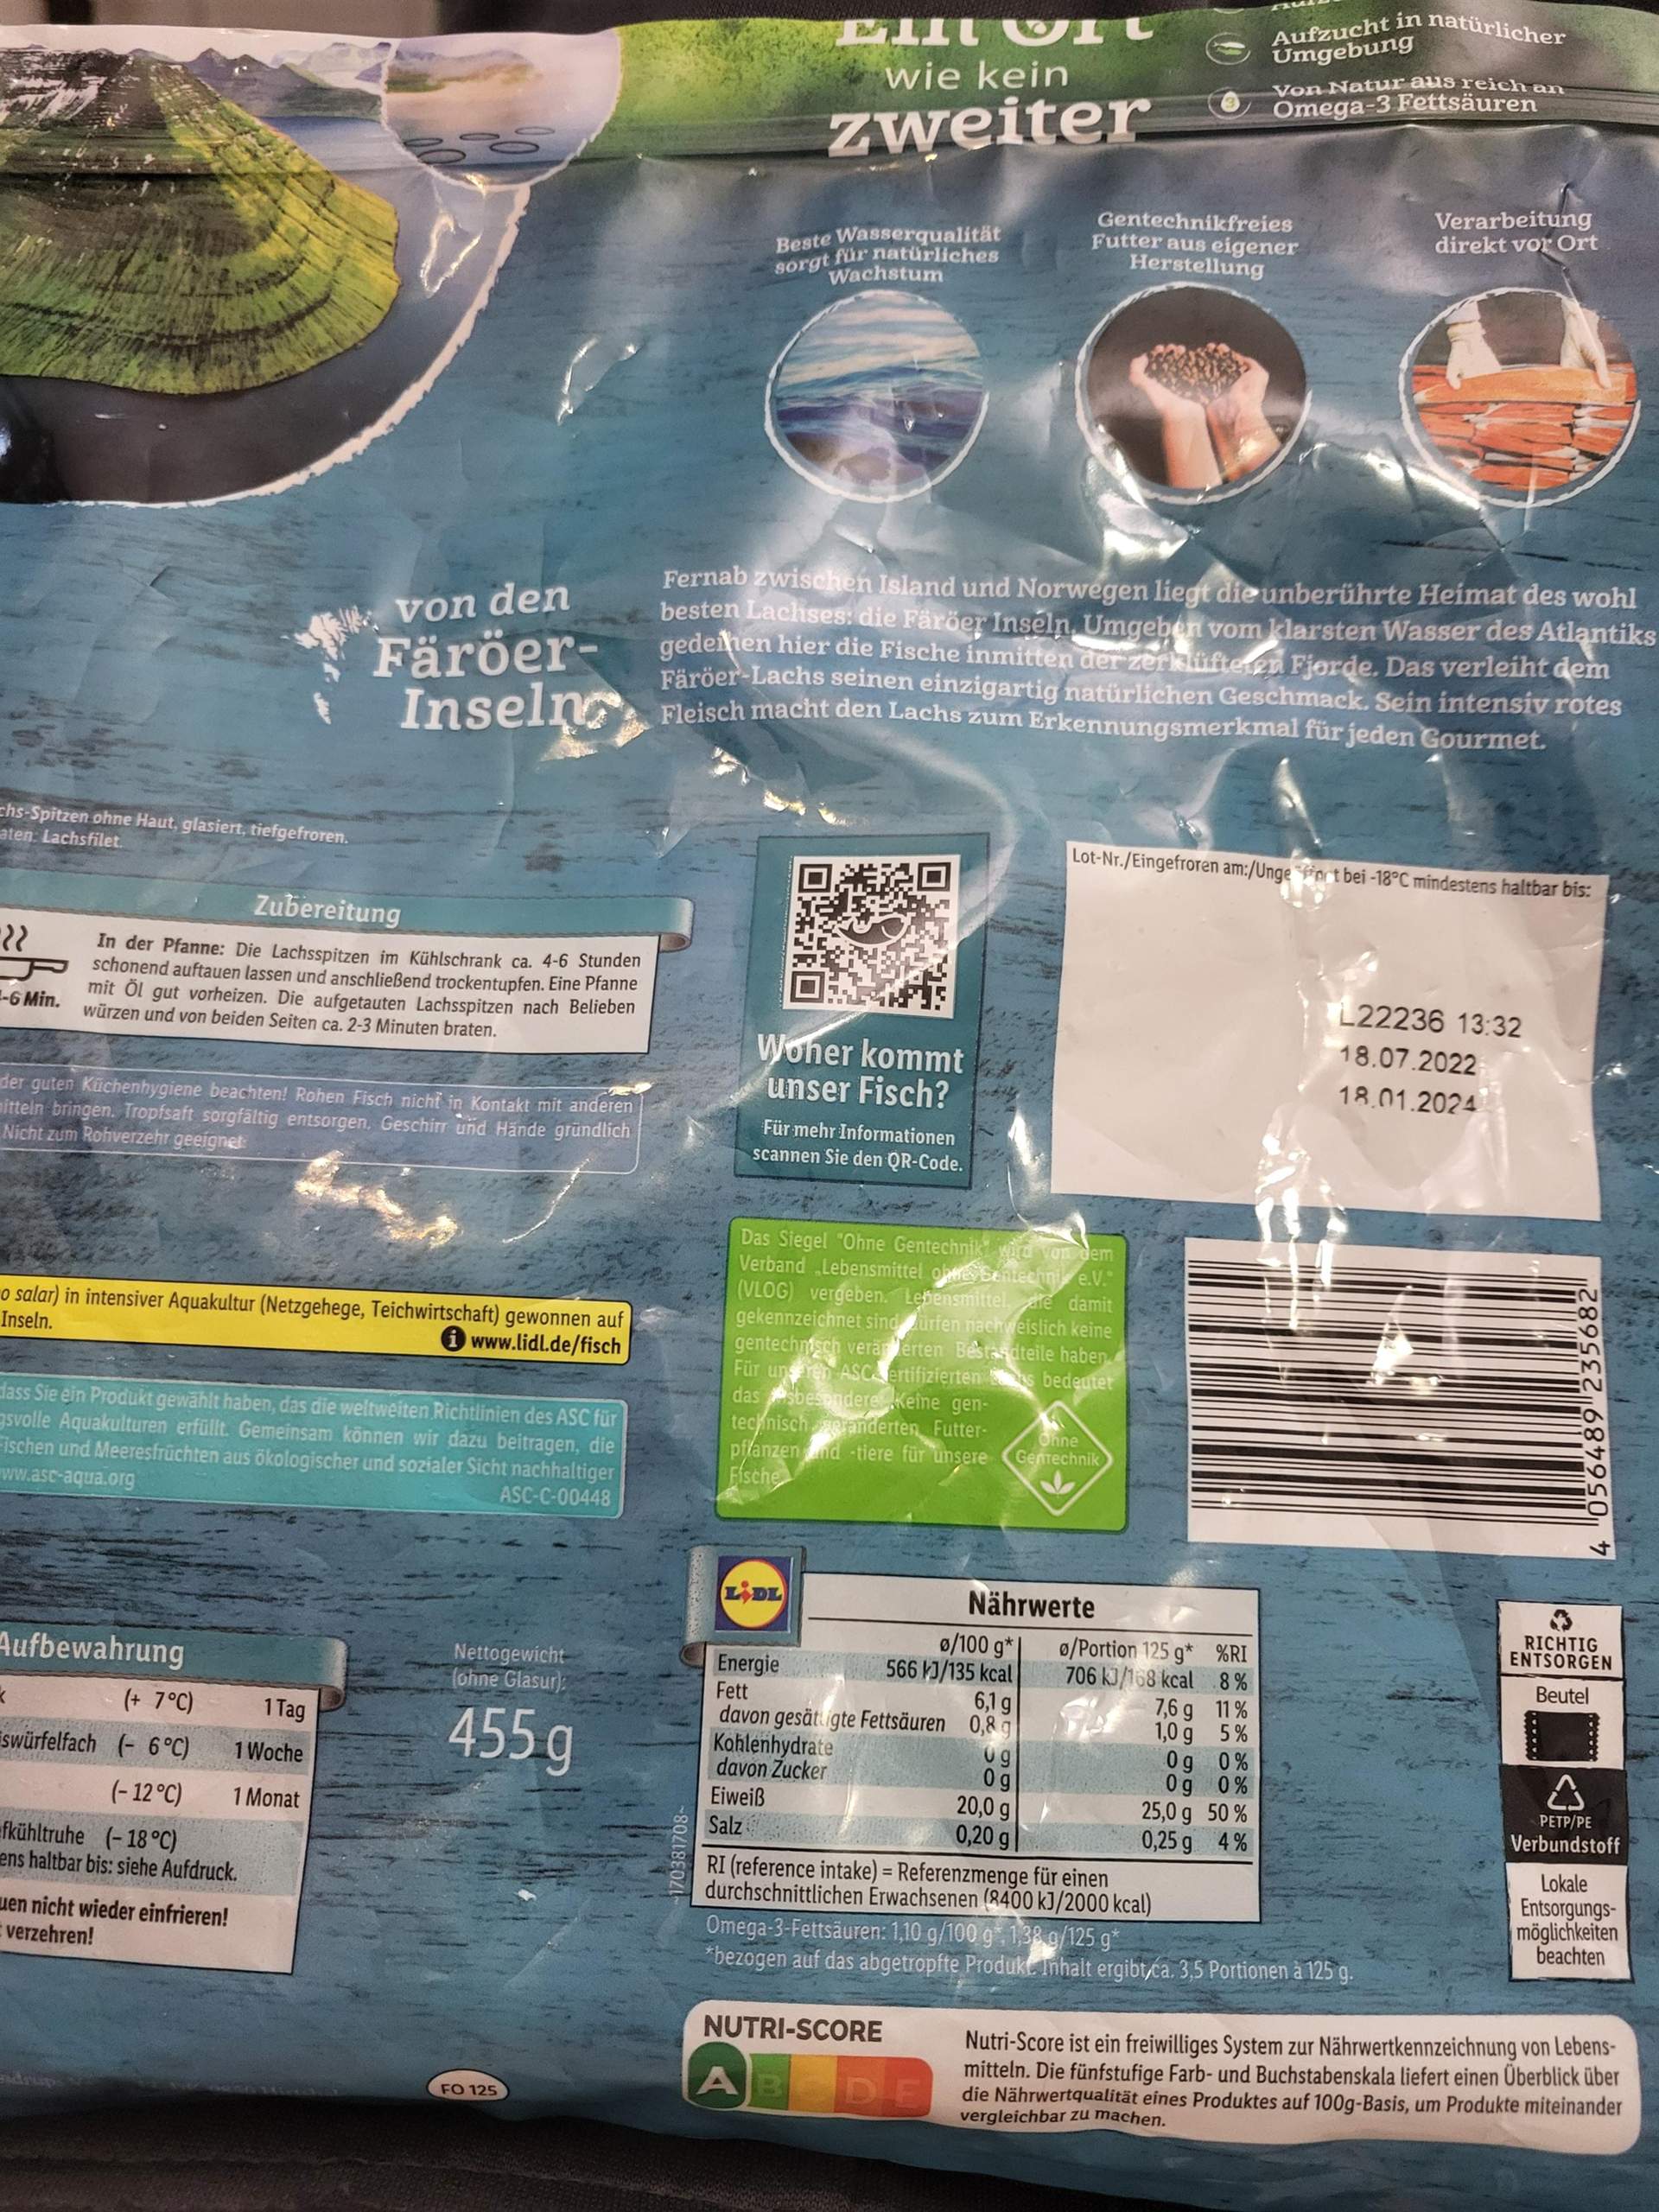 Ein Ort
wie kein
zweiter
Aufzucht in natürlicher
Umgebung
Von Natur aus reich an
Omega-3 Fettsäuren
Beste Wasserqualität
sorgt für natürliches
Wachstum
Gentechnikfreies
Futter aus eigener
Herstellung
Verarbeitung
direkt vor Ort
von den
Färöer-
Inseln
Fernab zwischen Island und Norwegen liegt die unberührte Heimat des wohl
besten Lachses: die Färöer Inseln. Umgeben vom klarsten Wasser des Atlantiks
gedeihen hier die Fische inmitten der zerklüfteten Fjorde. Das verleiht dem
Färöer-Lachs seinen einzigartig natürlichen Geschmack. Sein intensiv rotes
Fleisch macht den Lachs zum Erkennungsmerkmal für jeden Gourmet.
chs-Spitzen ohne Haut, glasiert, tiefgefroren.
aten: Lachsfilet.
Zubereitung
-6 Min.
In der Pfanne: Die Lachsspitzen im Kühlschrank ca. 4-6 Stunden
schonend auftauen lassen und anschließend trockentupfen. Eine Pfanne
mit Öl gut vorheizen. Die aufgetauten Lachsspitzen nach Belieben
würzen und von beiden Seiten ca. 2-3 Minuten braten.
der guten Küchenhygiene beachten! Rohen Fisch nicht in Kontakt mit anderen
itteln bringen. Tropfsaft sorgfältig entsorgen. Geschirr und Hände gründlich
Nicht zum Rohverzehr geeignet.
Woher kommt
unser Fisch?
Für mehr Informationen
scannen Sie den QR-Code.
Lot-Nr./Eingefroren am:/Ungeöffnet bei -18°C mindestens haltbar bis:
L22236 13:32
18.07.2022
18.01.2024
o salar) in intensiver Aquakultur (Netzgehege, Teichwirtschaft) gewonnen auf
Inseln.
i www.lidl.de/fisch
dass Sie ein Produkt gewählt haben, das die weltweiten Richtlinien des ASC für
gsvolle Aquakulturen erfüllt. Gemeinsam können wir dazu beitragen, die
Fischen und Meeresfrüchten aus ökologischer und sozialer Sicht nachhaltiger
ww.asc-aqua.org
ASC-C-00448
Das Siegel "Ohne Gentechnik" wird von dem
Verband „Lebensmittel ohne Gentechnik e.V."
(VLOG) vergeben. Lebensmittel, die damit
gekennzeichnet sind, dürfen nachweislich keine
gentechnisch veränderten Bestandteile haben.
Für unseren ASC zertifizierten Lachs bedeutet
das insbesondere: Keine gen-
technisch veränderten Futter-
pflanzen und -tiere für unsere
Fische.
Ohne
Gentechnik
4 056489 235682
Aufbewahrung
(+ 7°C) 1 Tag
swürfelfach (- 6°C) 1 Woche
(- 12°C) 1 Monat
fkühltruhe (- 18°C)
ens haltbar bis: siehe Aufdruck.
uen nicht wieder einfrieren!
verzehren!
Nettogewicht
(ohne Glasur):
455 g
LIDL
Nährwerte
ø/100 g* ø/Portion 125 g* %RI
Energie 566 kJ/135 kcal 706 kJ/168 kcal 8 %
Fett 6,1 g 7,6 g 11 %
davon gesättigte Fettsäuren 0,8 g 1,0 g 5 %
Kohlenhydrate 0 g 0 g 0 %
davon Zucker 0 g 0 g 0 %
Eiweiß 20,0 g 25,0 g 50 %
Salz 0,20 g 0,25 g 4 %
RI (reference intake) = Referenzmenge für einen
durchschnittlichen Erwachsenen (8400 kJ/2000 kcal)
Omega-3-Fettsäuren: 1,10 g/100 g*, 1,38 g/125 g*
*bezogen auf das abgetropfte Produkt. Inhalt ergibt ca. 3,5 Portionen à 125 g.
~170381708~
RICHTIG
ENTSORGEN
Beutel
PETP/PE
Verbundstoff
Lokale
Entsorgungs-
möglichkeiten
beachten
FO 125
NUTRI-SCORE
A B C D E
Nutri-Score ist ein freiwilliges System zur Nährwertkennzeichnung von Lebens-
mitteln. Die fünfstufige Farb- und Buchstabenskala liefert einen Überblick über
die Nährwertqualität eines Produktes auf 100g-Basis, um Produkte miteinander
vergleichbar zu machen.